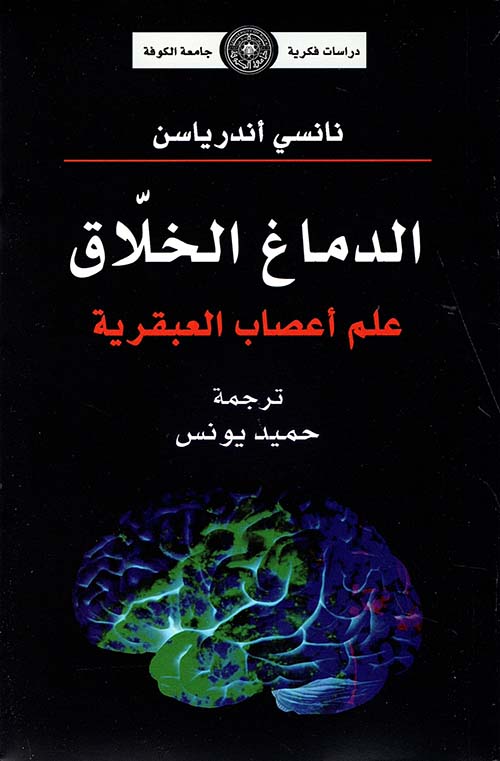 دراسات فكرية جامعة الكوفة
نانسي أندرياسن
الدماغ الخلّاق
علم أعصاب العبقرية
ترجمة
حميد يونس